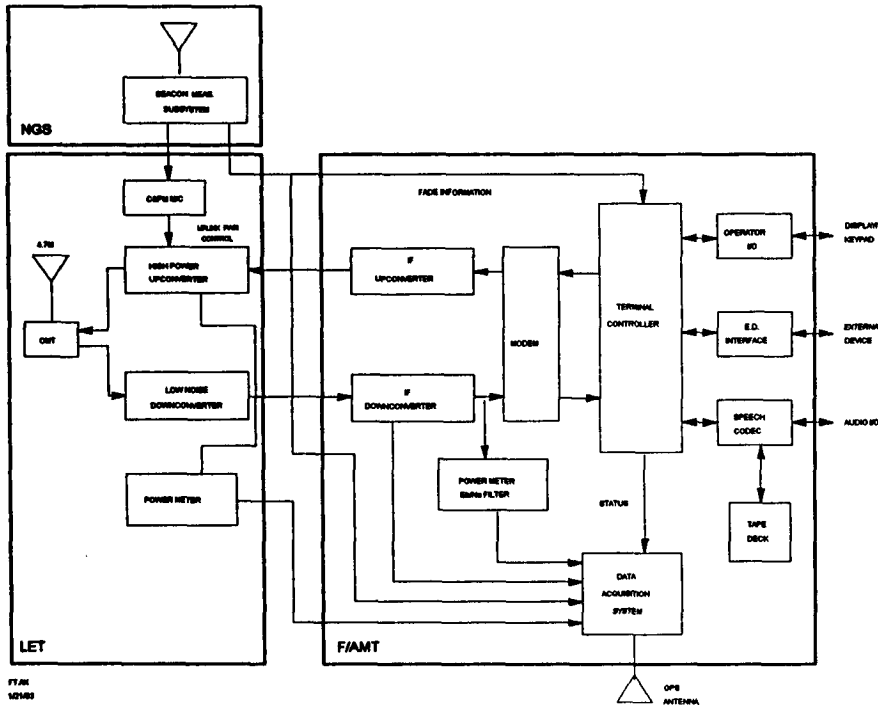 BEACON MEAS.
SUBSYSTEM
NGS
FADE INFORMATION
UPLINK PWR
CONTROL
4.7M
HIGH POWER
UPCONVERTER
IF
UPCONVERTER
MODEM
TERMINAL
CONTROLLER
OPERATOR
I/O
DISPLAY/
KEYPAD
OMT
E.D.
INTERFACE
EXTERNAL
DEVICE
LOW NOISE
DOWNCONVERTER
IF
DOWNCONVERTER
SPEECH
CODEC
AUDIO I/O
POWER METER
POWER METER
FILTER
STATUS
TAPE
DECK
DATA
ACQUISITION
SYSTEM
LET
F/AMT
ANTENNA